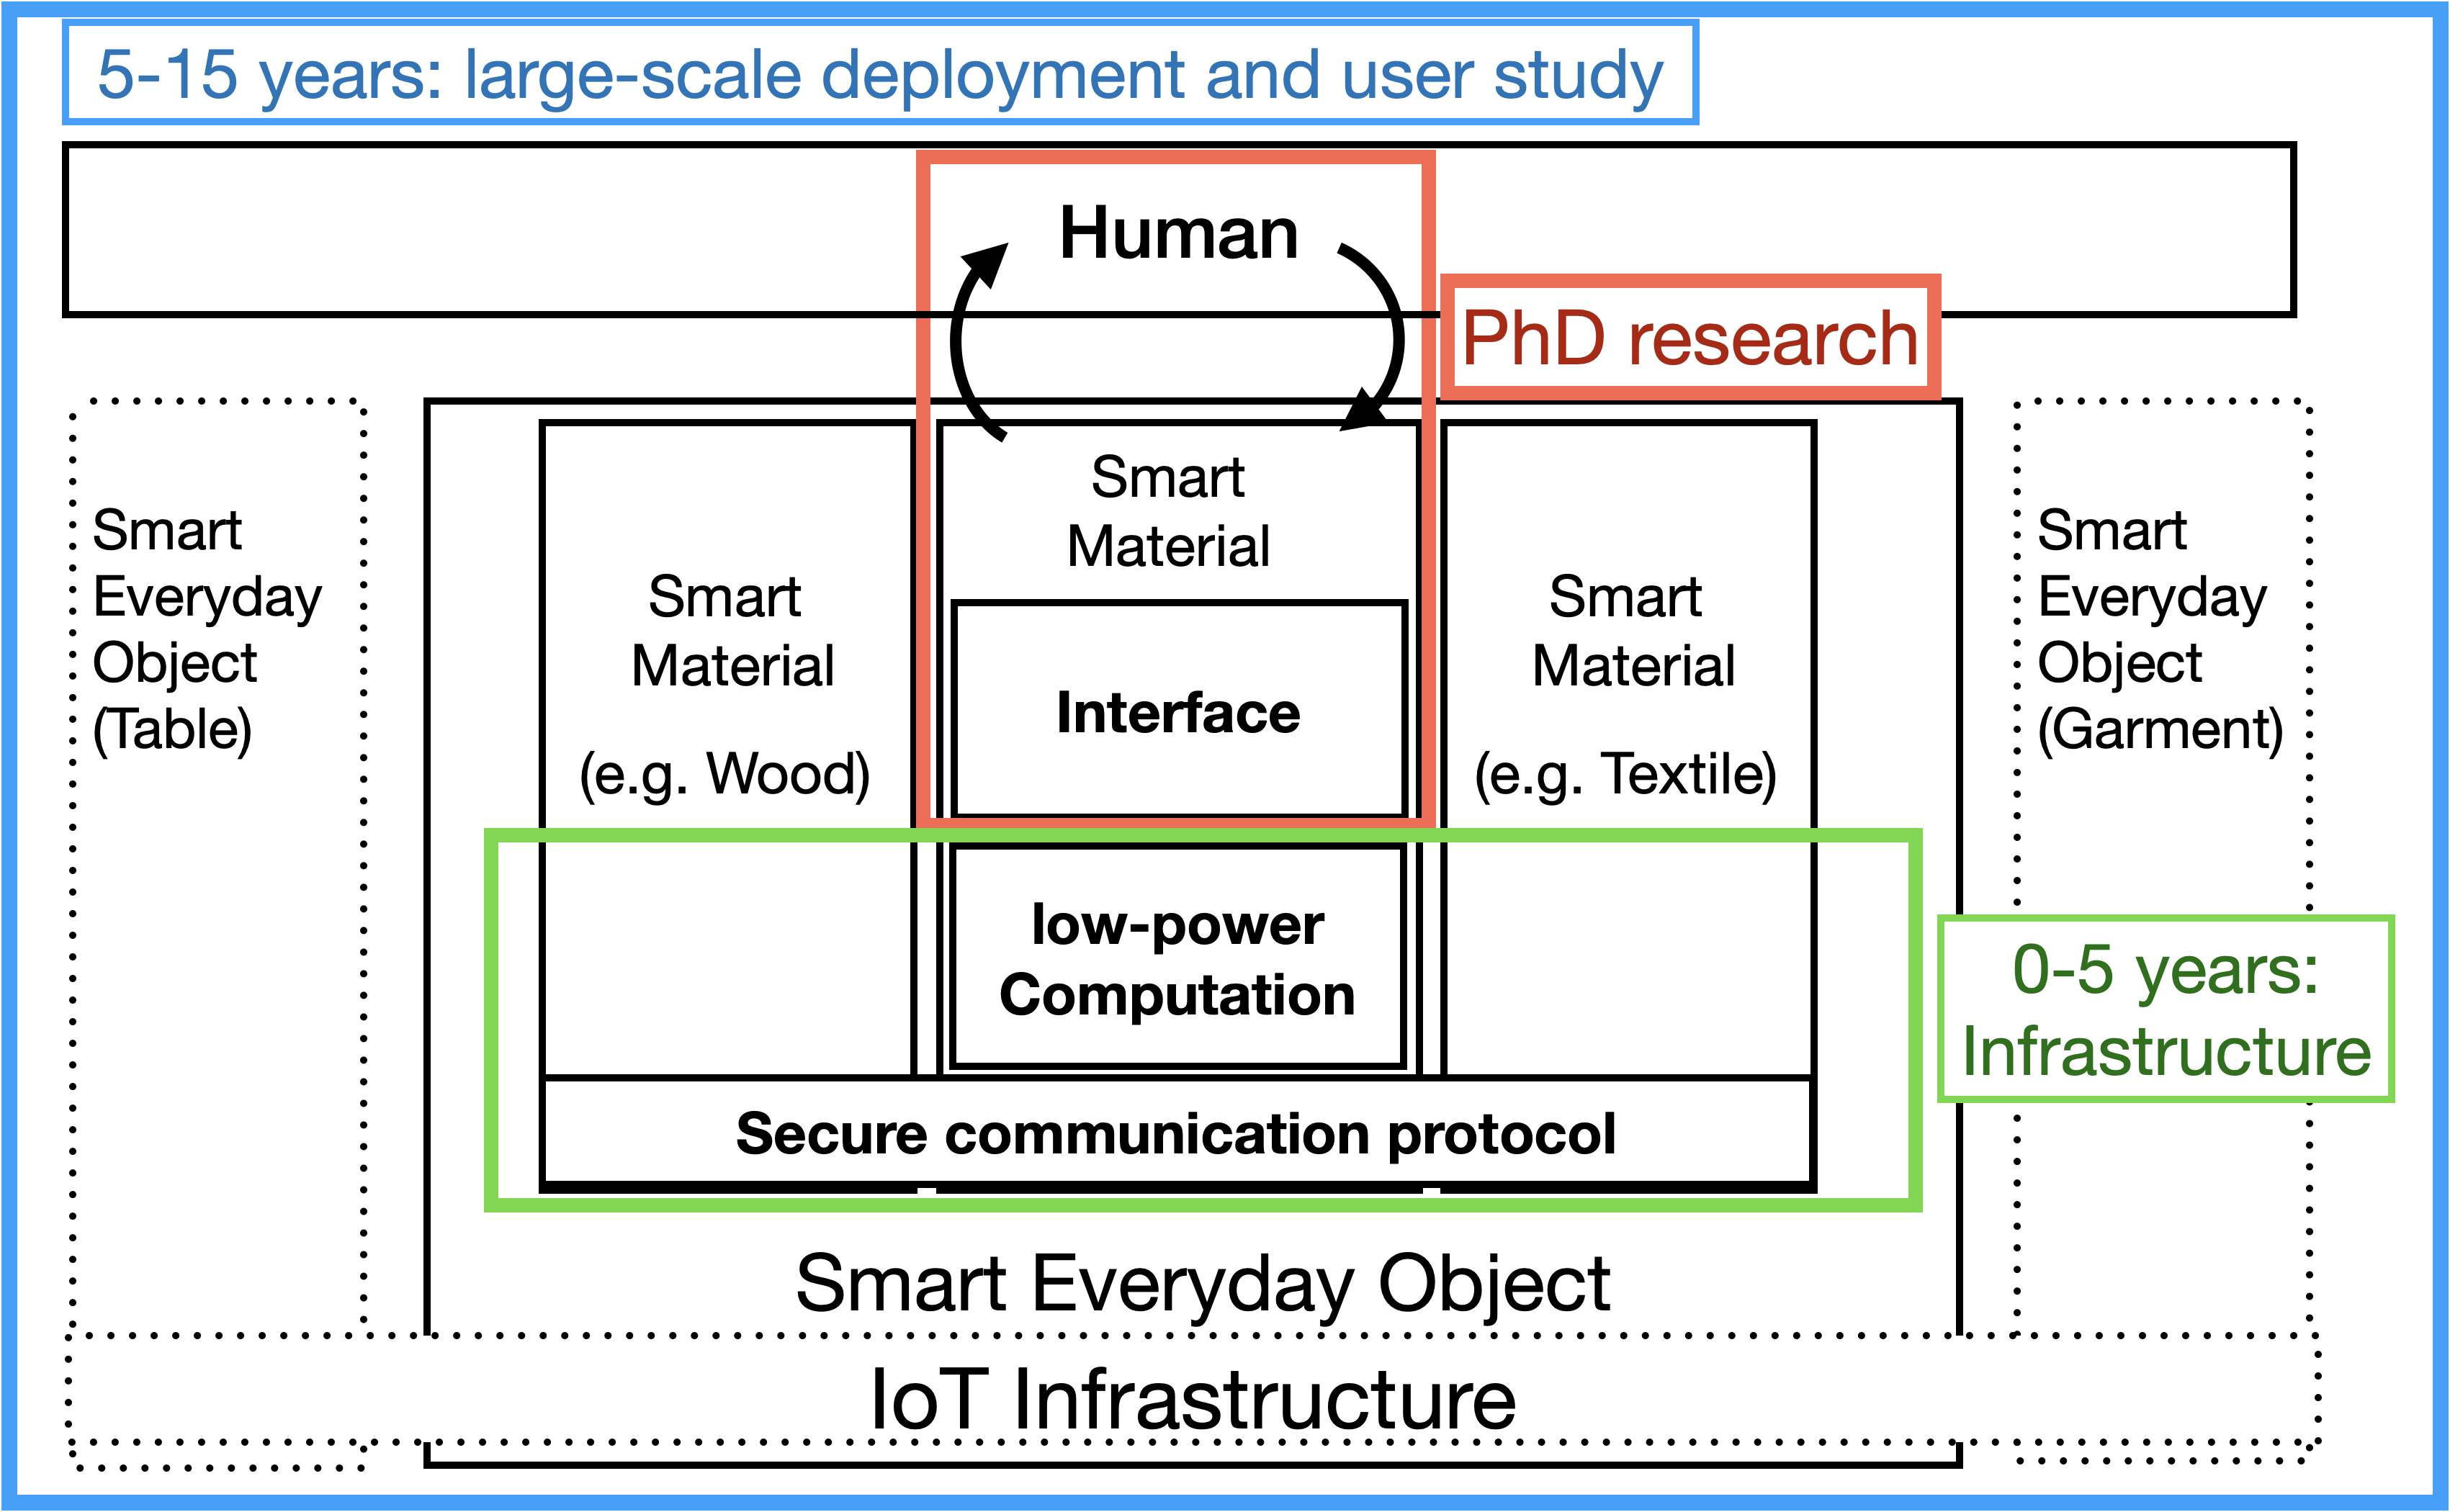 5-15 years: large-scale deployment and user study
Human
PhD research
Smart
Everyday
Object
(Table)
Smart
Material
(e.g. Wood)
Smart
Material
Interface
Smart
Material
(e.g. Textile)
Smart
Everyday
Object
(Garment)
low-power
Computation
0-5 years:
Infrastructure
Secure communication protocol
Smart Everyday Object
IoT Infrastructure